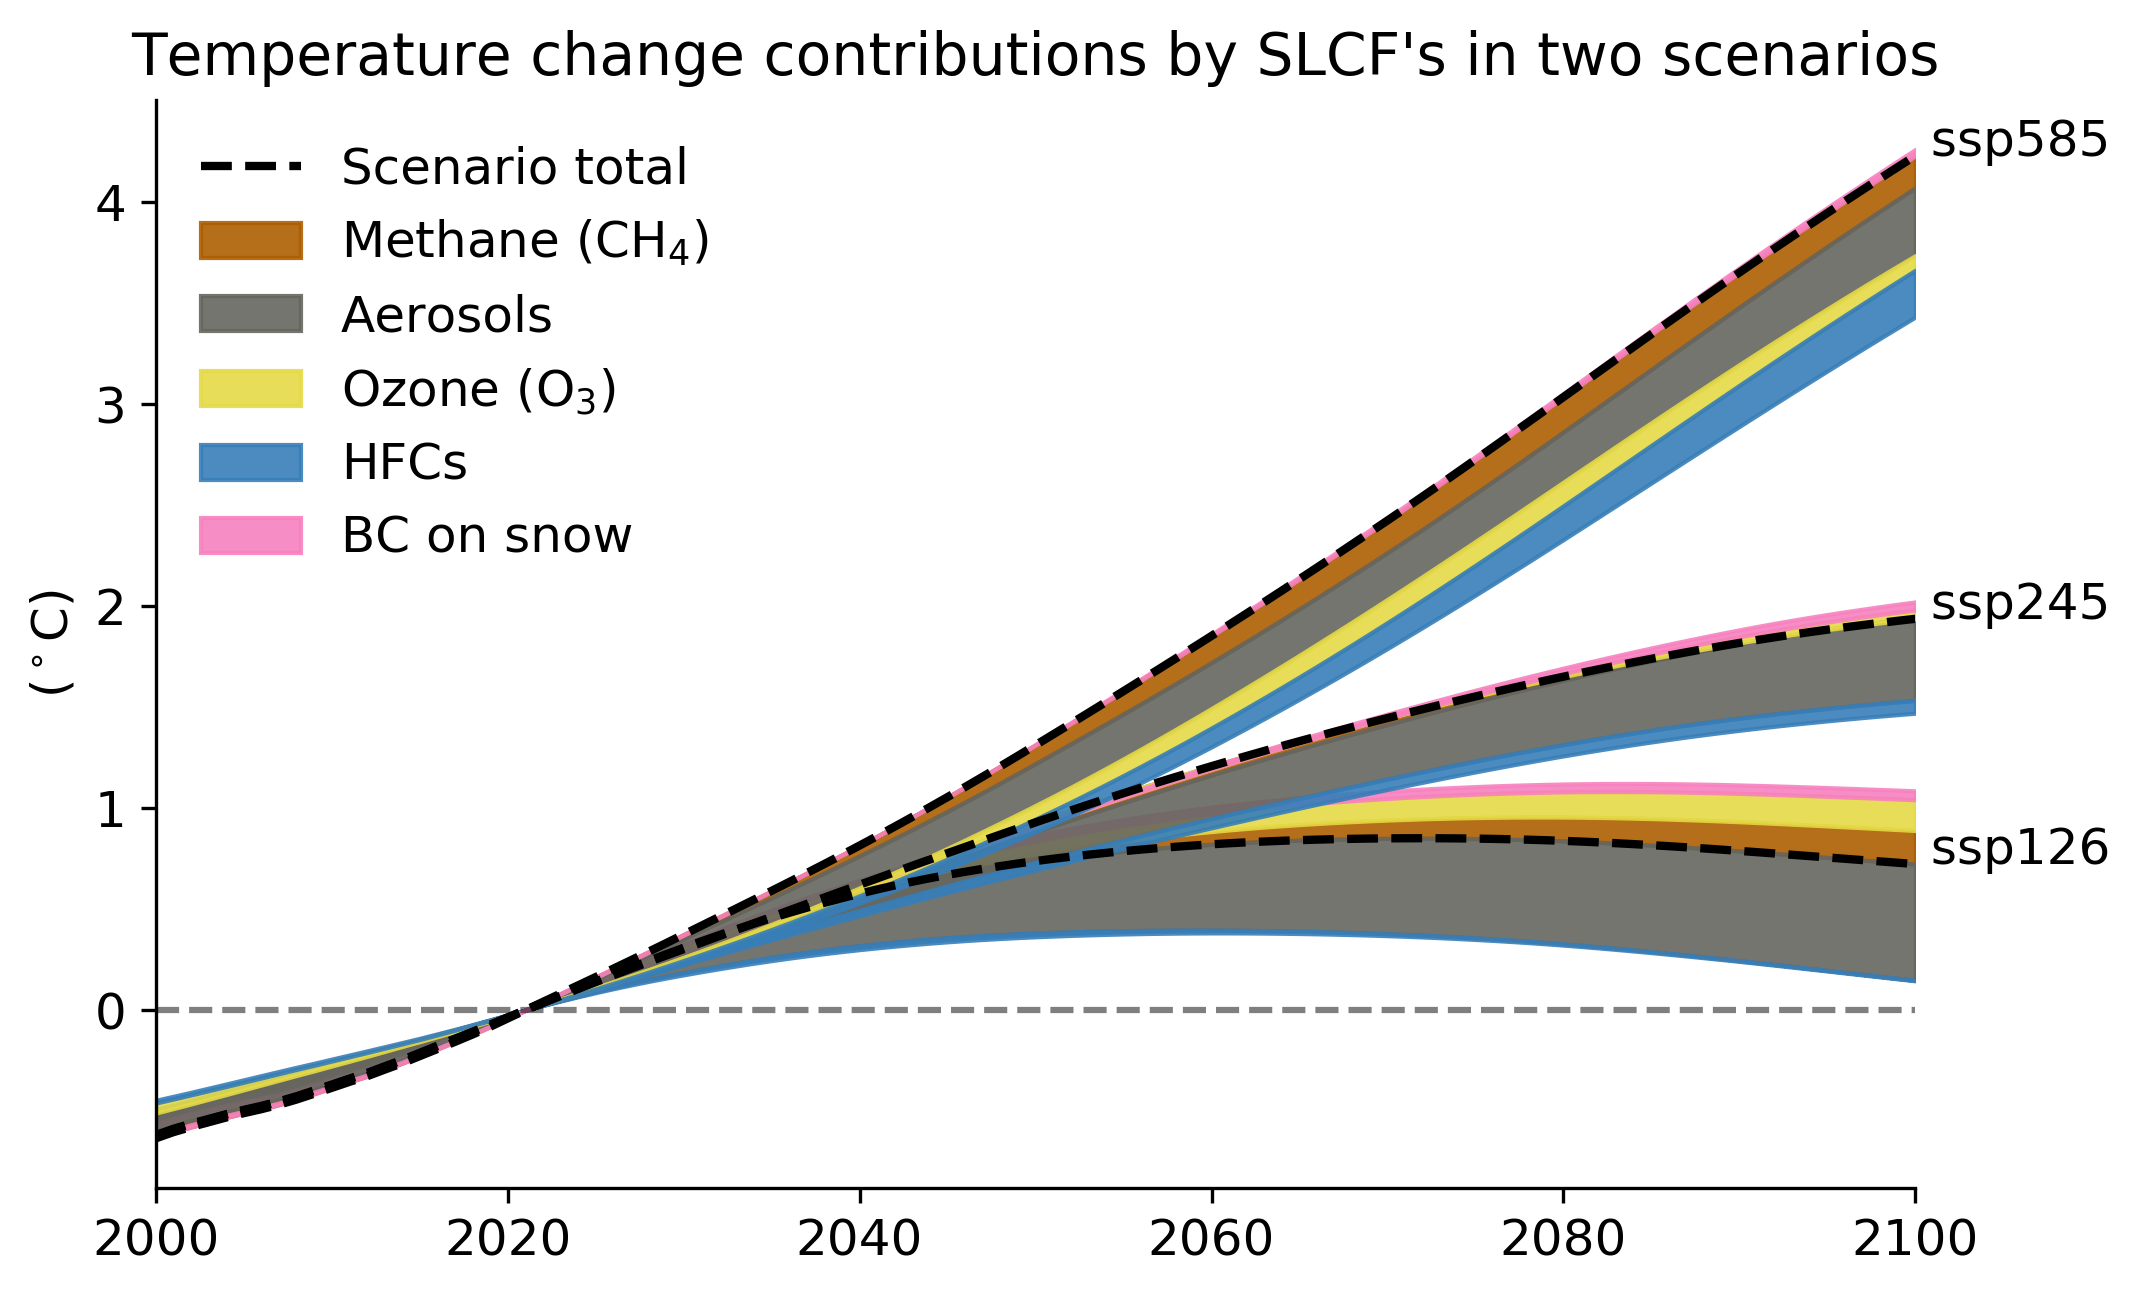 Temperature change contributions by SLCF's in two scenarios
Scenario total
Methane (CH₄)
Aerosols
Ozone (O₃)
HFCs
BC on snow
(°C)
4
3
2
1
0
2000 2020 2040 2060 2080 2100
ssp585
ssp245
ssp126